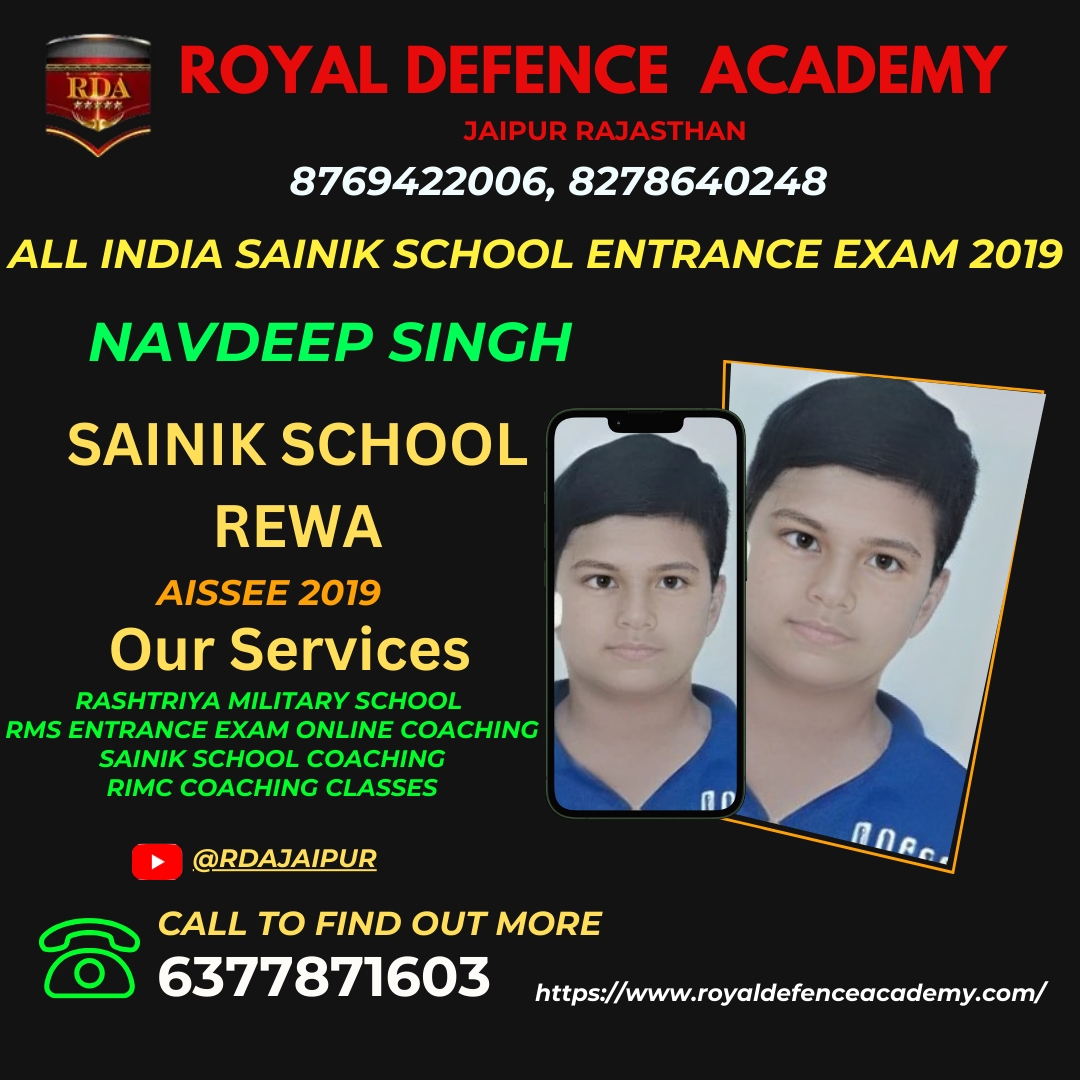 RDA
ROYAL DEFENCE ACADEMY
JAIPUR RAJASTHAN
8769422006, 8278640248
ALL INDIA SAINIK SCHOOL ENTRANCE EXAM 2019
NAVDEEP SINGH
SAINIK SCHOOL
REWA
AISSEE 2019
Our Services
RASHTRIYA MILITARY SCHOOL
RMS ENTRANCE EXAM ONLINE COACHING
SAINIK SCHOOL COACHING
RIMC COACHING CLASSES
@RDAJAIPUR
CALL TO FIND OUT MORE
6377871603
https://www.royaldefenceacademy.com/